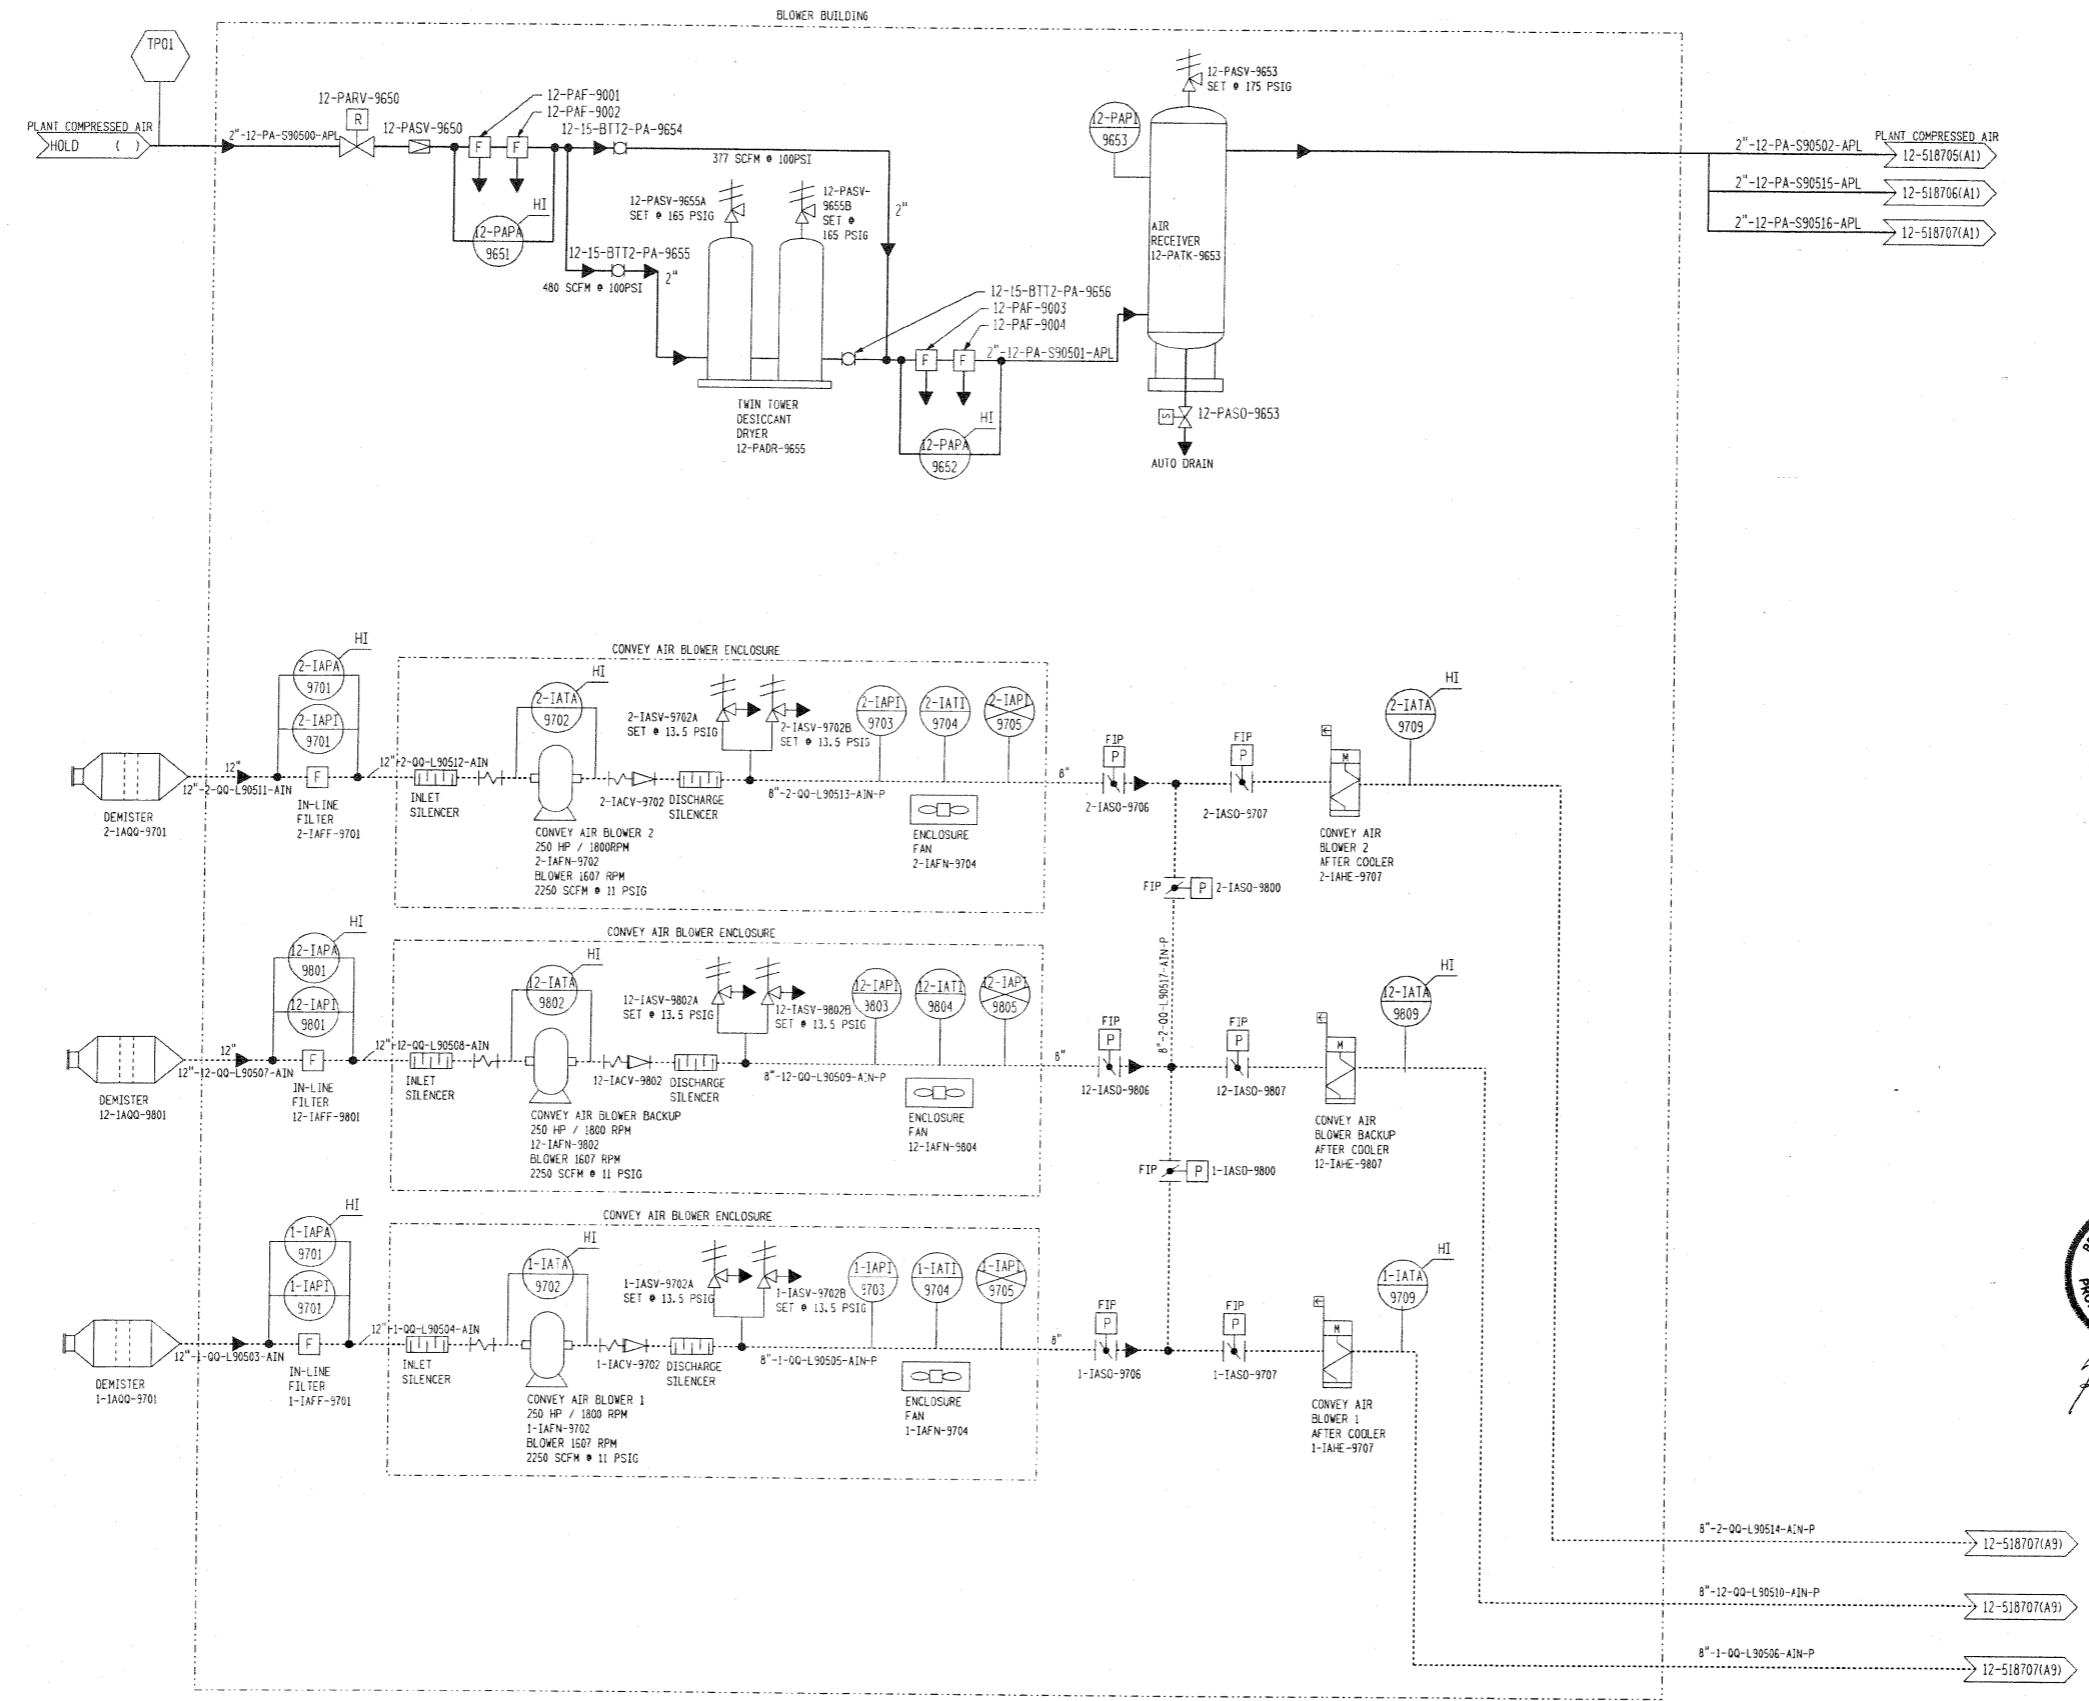 BLOWER BUILDING
TP01
PLANT COMPRESSED AIR
HOLD ( )
2"-12-PA-S90500-APL
12-PARV-9650
R
12-PASV-9650
12-PAF-9001
12-PAF-9002
F
F
12-15-BTT2-PA-9654
377 SCFM @ 100PSI
2"
HI
12-PAPA
9651
12-15-BTT2-PA-9655
480 SCFM @ 100PSI
2"
12-PASV-9655A
SET @ 165 PSIG
12-PASV-
9655B
SET @
165 PSIG
TWIN TOWER
DESICCANT
DRYER
12-PADR-9655
12-15-BTT2-PA-9656
12-PAF-9003
12-PAF-9004
F
F
2"-12-PA-S90501-APL
HI
12-PAPA
9652
12-PASV-9653
SET @ 175 PSIG
12-PAPI
9653
AIR
RECEIVER
12-PATK-9653
S
12-PASO-9653
AUTO DRAIN
PLANT COMPRESSED AIR
2"-12-PA-S90502-APL
12-518705(A1)
2"-12-PA-S90515-APL
12-518706(A1)
2"-12-PA-S90516-APL
12-518707(A1)
DEMISTER
2-IAQQ-9701
12"
12"-2-QQ-L90511-AIN
HI
2-IAPA
9701
2-IAPI
9701
F
IN-LINE
FILTER
2-IAFF-9701
12"-2-QQ-L90512-AIN
CONVEY AIR BLOWER ENCLOSURE
INLET
SILENCER
HI
2-IATA
9702
CONVEY AIR BLOWER 2
250 HP / 1800RPM
2-IAFN-9702
BLOWER 1607 RPM
2250 SCFM @ 11 PSIG
2-IACV-9702
DISCHARGE
SILENCER
2-IASV-9702A
SET @ 13.5 PSIG
2-IASV-9702B
SET @ 13.5 PSIG
8"-2-QQ-L90513-AIN-P
2-IAPI
9703
2-IATI
9704
2-IAPI
9705
ENCLOSURE
FAN
2-IAFN-9704
8"
FIP
P
2-IASO-9706
FIP
P
2-IASO-9707
M
CONVEY AIR
BLOWER 2
AFTER COOLER
2-IAHE-9707
HI
2-IATA
9709
FIP
P
2-IASO-9800
8"-2-QQ-L90517-AIN-P
DEMISTER
12-IAQQ-9801
12"
12"-12-QQ-L90507-AIN
HI
12-IAPA
9801
12-IAPI
9801
F
IN-LINE
FILTER
12-IAFF-9801
12"-12-QQ-L90508-AIN
CONVEY AIR BLOWER ENCLOSURE
INLET
SILENCER
HI
12-IATA
9802
CONVEY AIR BLOWER BACKUP
250 HP / 1800 RPM
12-IAFN-9802
BLOWER 1607 RPM
2250 SCFM @ 11 PSIG
12-IACV-9802
DISCHARGE
SILENCER
12-IASV-9802A
SET @ 13.5 PSIG
12-IASV-9802B
SET @ 13.5 PSIG
8"-12-QQ-L90509-AIN-P
12-IAPI
9803
12-IATI
9804
12-IAPI
9805
ENCLOSURE
FAN
12-IAFN-9804
8"
FIP
P
12-IASO-9806
FIP
P
12-IASO-9807
M
CONVEY AIR
BLOWER BACKUP
AFTER COOLER
12-IAHE-9807
HI
12-IATA
9809
FIP
P
1-IASO-9800
DEMISTER
1-IAQQ-9701
12"-1-QQ-L90503-AIN
HI
1-IAPA
9701
1-IAPI
9701
F
IN-LINE
FILTER
1-IAFF-9701
12"-1-QQ-L90504-AIN
CONVEY AIR BLOWER ENCLOSURE
INLET
SILENCER
HI
1-IATA
9702
CONVEY AIR BLOWER 1
250 HP / 1800 RPM
1-IAFN-9702
BLOWER 1607 RPM
2250 SCFM @ 11 PSIG
1-IACV-9702
DISCHARGE
SILENCER
1-IASV-9702A
SET @ 13.5 PSIG
1-IASV-9702B
SET @ 13.5 PSIG
8"-1-QQ-L90505-AIN-P
1-IAPI
9703
1-IATI
9704
1-IAPI
9705
ENCLOSURE
FAN
1-IAFN-9704
8"
FIP
P
1-IASO-9706
FIP
P
1-IASO-9707
M
CONVEY AIR
BLOWER 1
AFTER COOLER
1-IAHE-9707
HI
1-IATA
9709
8"-2-QQ-L90514-AIN-P
12-518707(A9)
8"-12-QQ-L90510-AIN-P
12-518707(A9)
8"-1-QQ-L90506-AIN-P
12-518707(A9)